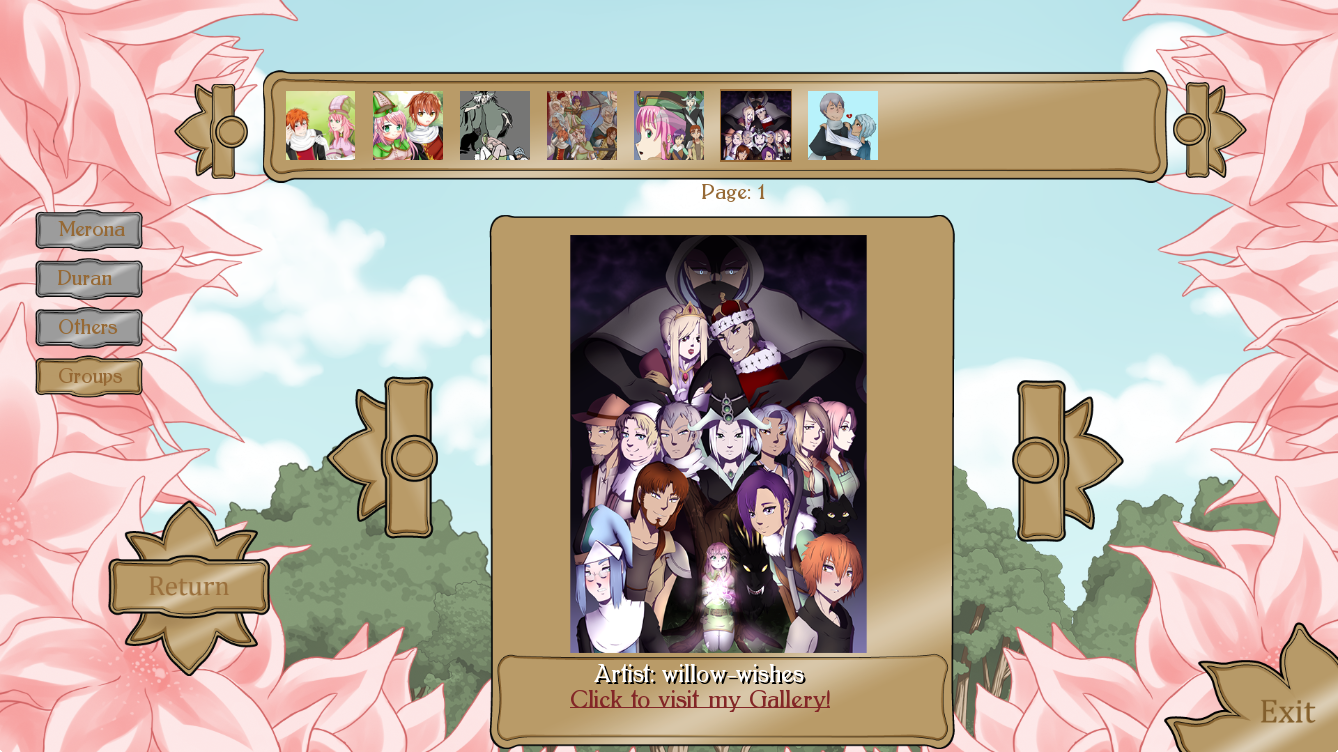 Page: 1
Merona
Duran
Others
Groups
Return
Artist: willow-wishes
Click to visit my Gallery!
Exit